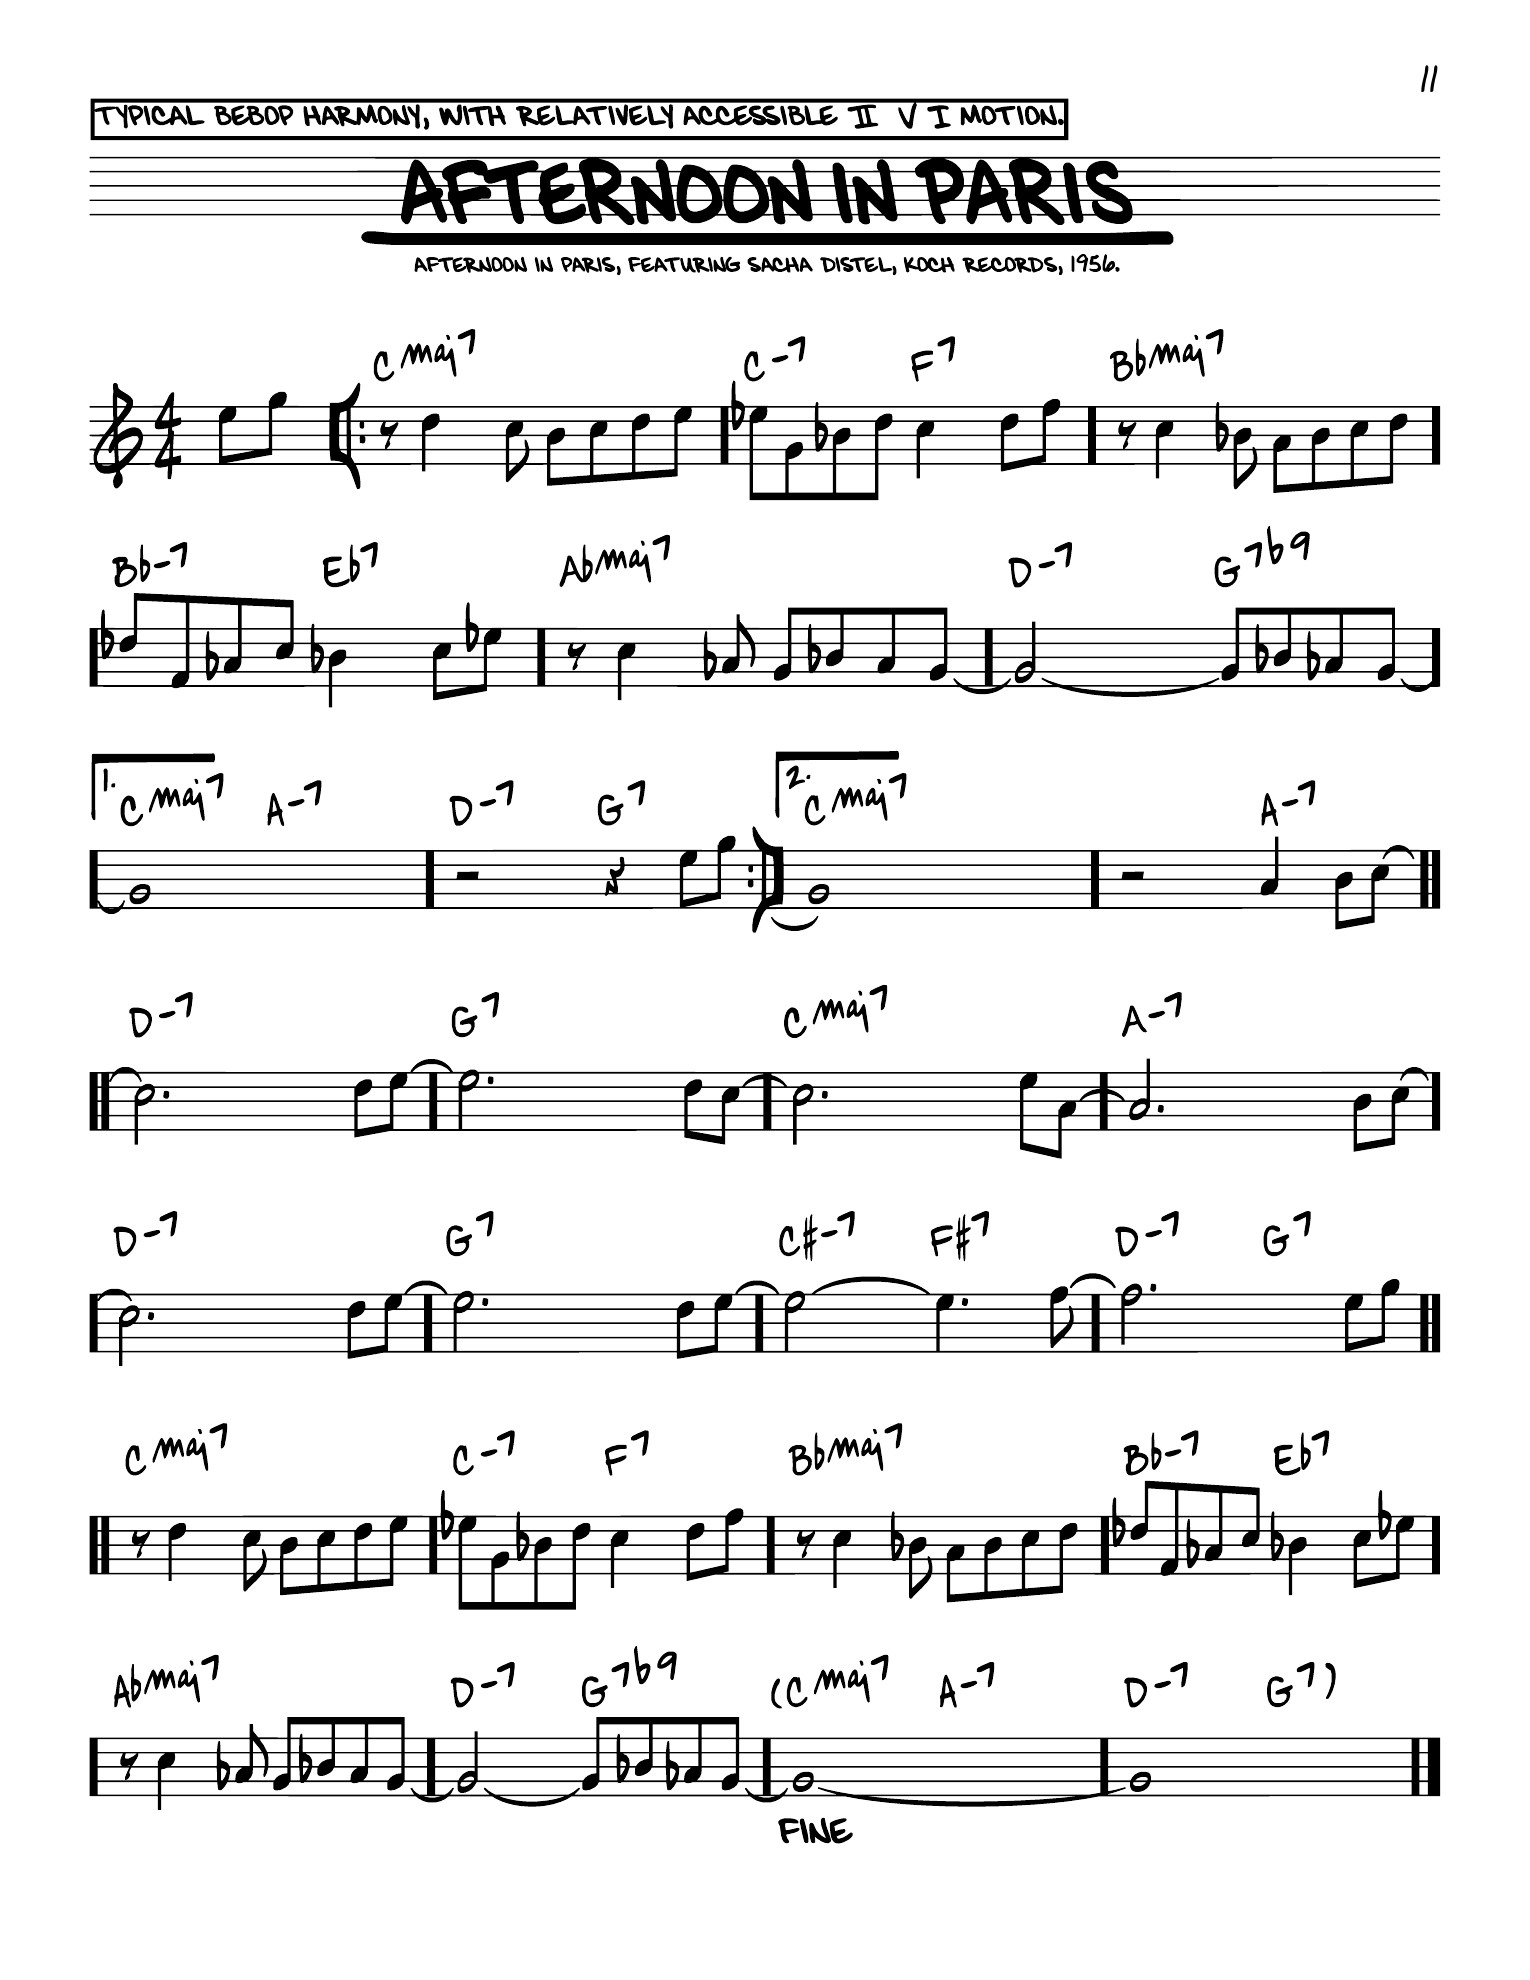 11
TYPICAL BEBOP HARMONY, WITH RELATIVELY ACCESSIBLE II V I MOTION.
AFTERNOON IN PARIS
AFTERNOON IN PARIS, FEATURING SACHA DISTEL, KOCH RECORDS, 1956.
Cmaj7 C-7 F7 Bbmaj7
4
4
Bb-7 Eb7 Abmaj7 D-7 G7b9
1. Cmaj7 A-7 D-7 G7 2. Cmaj7 A-7
D-7 G7 Cmaj7 A-7
D-7 G7 C#-7 F#7 D-7 G7
Cmaj7 C-7 F7 Bbmaj7 Bb-7 Eb7
Abmaj7 D-7 G7b9 (Cmaj7 A-7 D-7 G7)
FINE